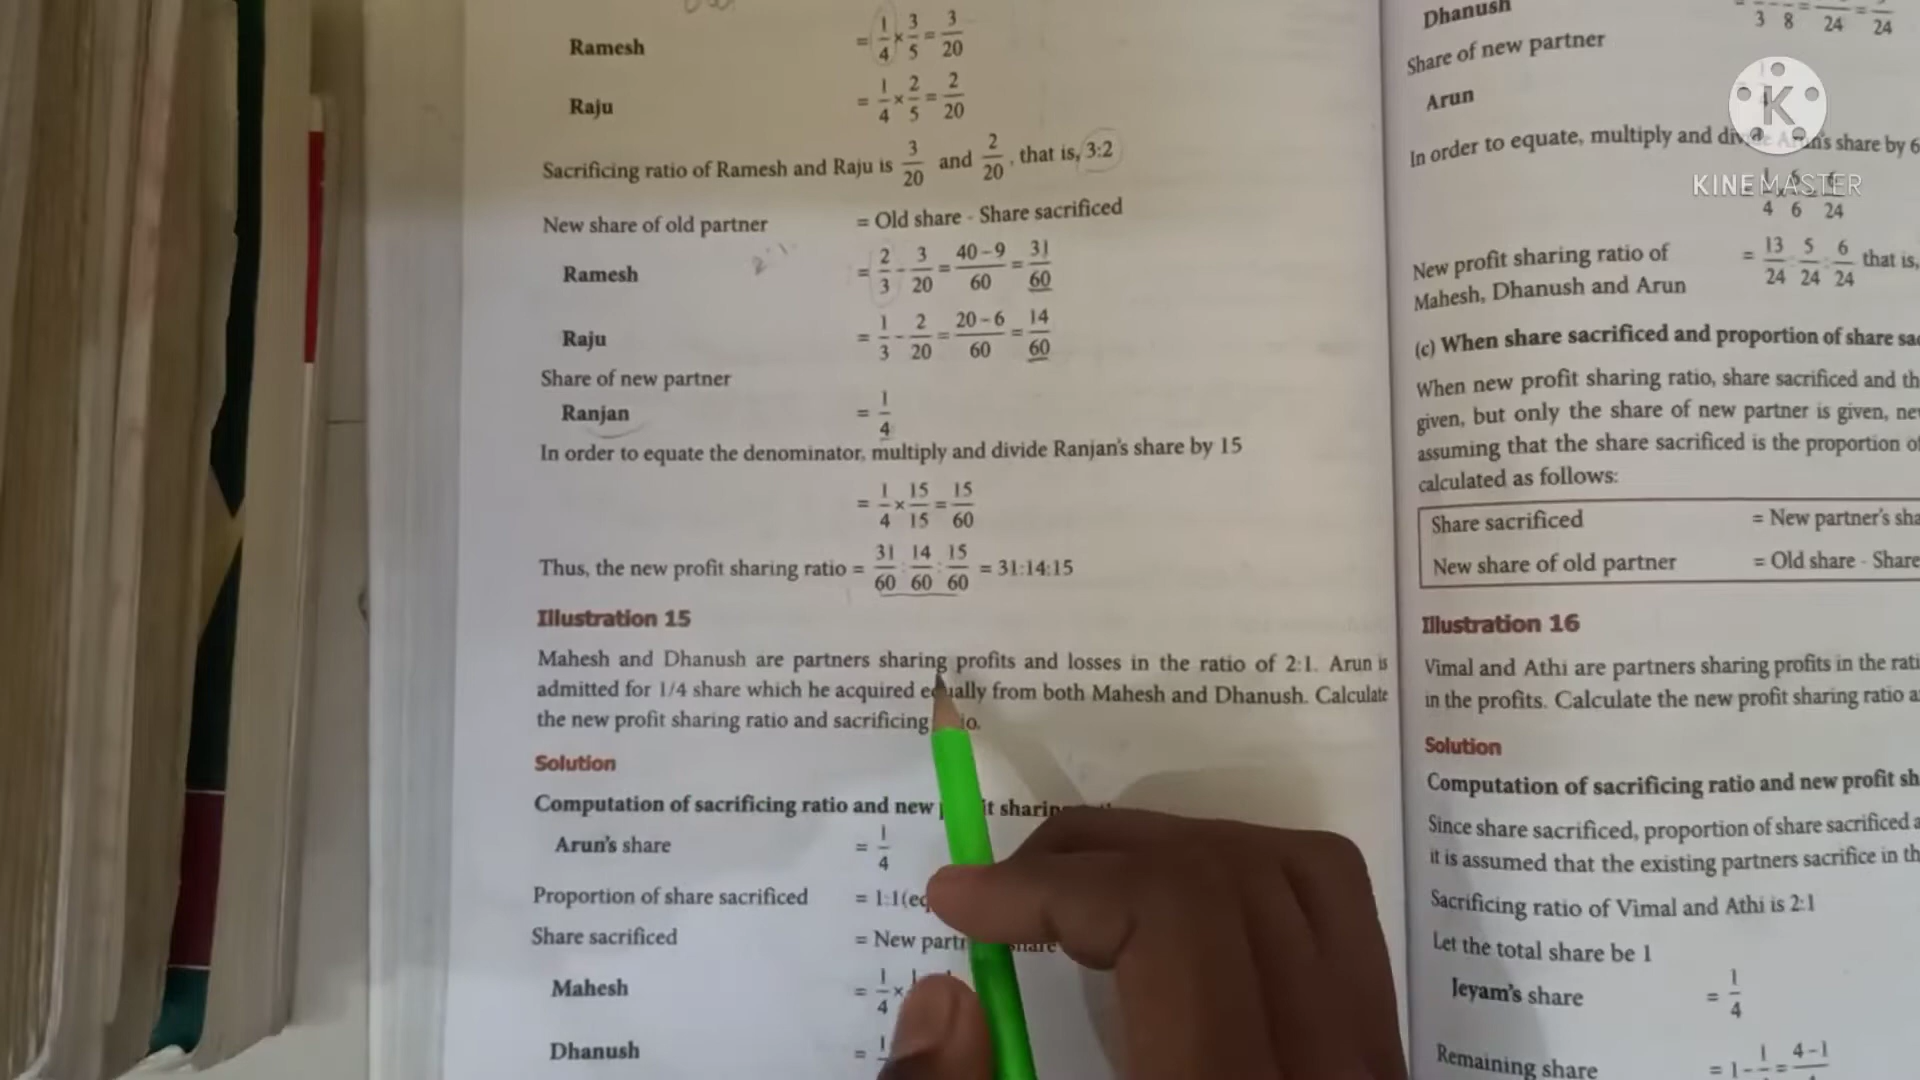 Ramesh = 1/4 × 3/5 = 3/20
Raju = 1/4 × 2/5 = 2/20
Sacrificing ratio of Ramesh and Raju is 3/20 and 2/20, that is, 3:2
New share of old partner = Old share - Share sacrificed
Ramesh = 2/3 - 3/20 = 40-9/60 = 31/60
Raju = 1/3 - 2/20 = 20-6/60 = 14/60
Share of new partner
Ranjan = 1/4
In order to equate the denominator, multiply and divide Ranjan's share by 15
= 1/4 × 15/15 = 15/60
Thus, the new profit sharing ratio = 31/60 : 14/60 : 15/60 = 31:14:15
Illustration 15
Mahesh and Dhanush are partners sharing profits and losses in the ratio of 2:1. Arun is
admitted for 1/4 share which he acquired equally from both Mahesh and Dhanush. Calculate
the new profit sharing ratio and sacrificing
Solution
Computation of sacrificing ratio and new
Arun's share = 1/4
Proportion of share sacrificed = 1:1
Share sacrificed = New
Mahesh = 1/4 ×
Dhanush =
Dhanush
Share of new partner
Arun
In order to equate, multiply and share by 6
4 6 24
New profit sharing ratio of = 13/24 : 5/24 : 6/24 that is,
Mahesh, Dhanush and Arun
(c) When share sacrificed and proportion of share
When new profit sharing ratio, share sacrificed and
given, but only the share of new partner is given,
assuming that the share sacrificed is the proportion
calculated as follows:
Share sacrificed = New partner's
New share of old partner = Old share - Share
Illustration 16
Vimal and Athi are partners sharing profits in the
in the profits. Calculate the new profit sharing ratio
Solution
Computation of sacrificing ratio and new profit
Since share sacrificed, proportion of share sacrificed
it is assumed that the existing partners sacrifice in
Sacrificing ratio of Vimal and Athi is 2:1
Let the total share be 1
Jeyam's share = 1/4
Remaining share = 1 - 1 = 4-1
K
KINEMASTER